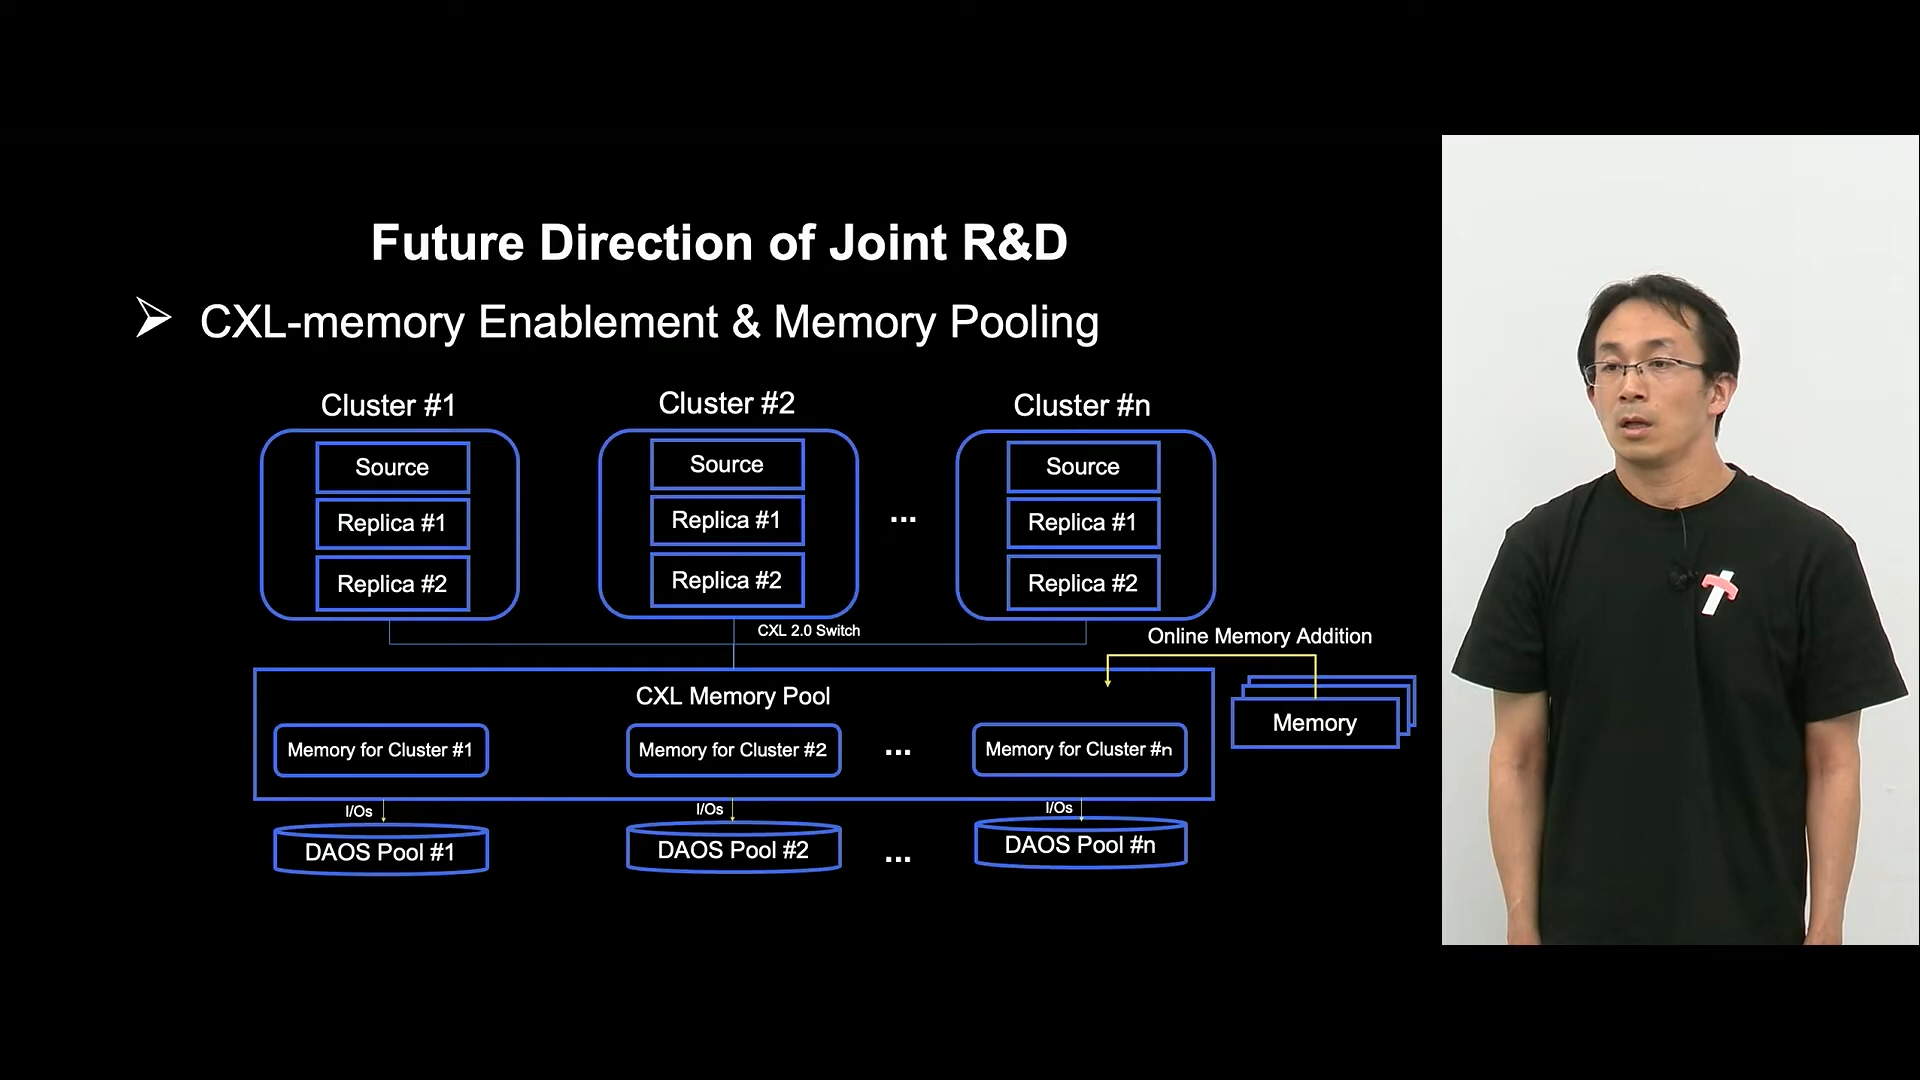 Future Direction of Joint R&D
CXL-memory Enablement & Memory Pooling
Cluster #1
Cluster #2
Cluster #n
Source
Replica #1
Replica #2
Source
Replica #1
Replica #2
...
Source
Replica #1
Replica #2
CXL 2.0 Switch
Online Memory Addition
CXL Memory Pool
Memory for Cluster #1
Memory for Cluster #2
...
Memory for Cluster #n
Memory
I/Os
I/Os
I/Os
DAOS Pool #1
DAOS Pool #2
...
DAOS Pool #n